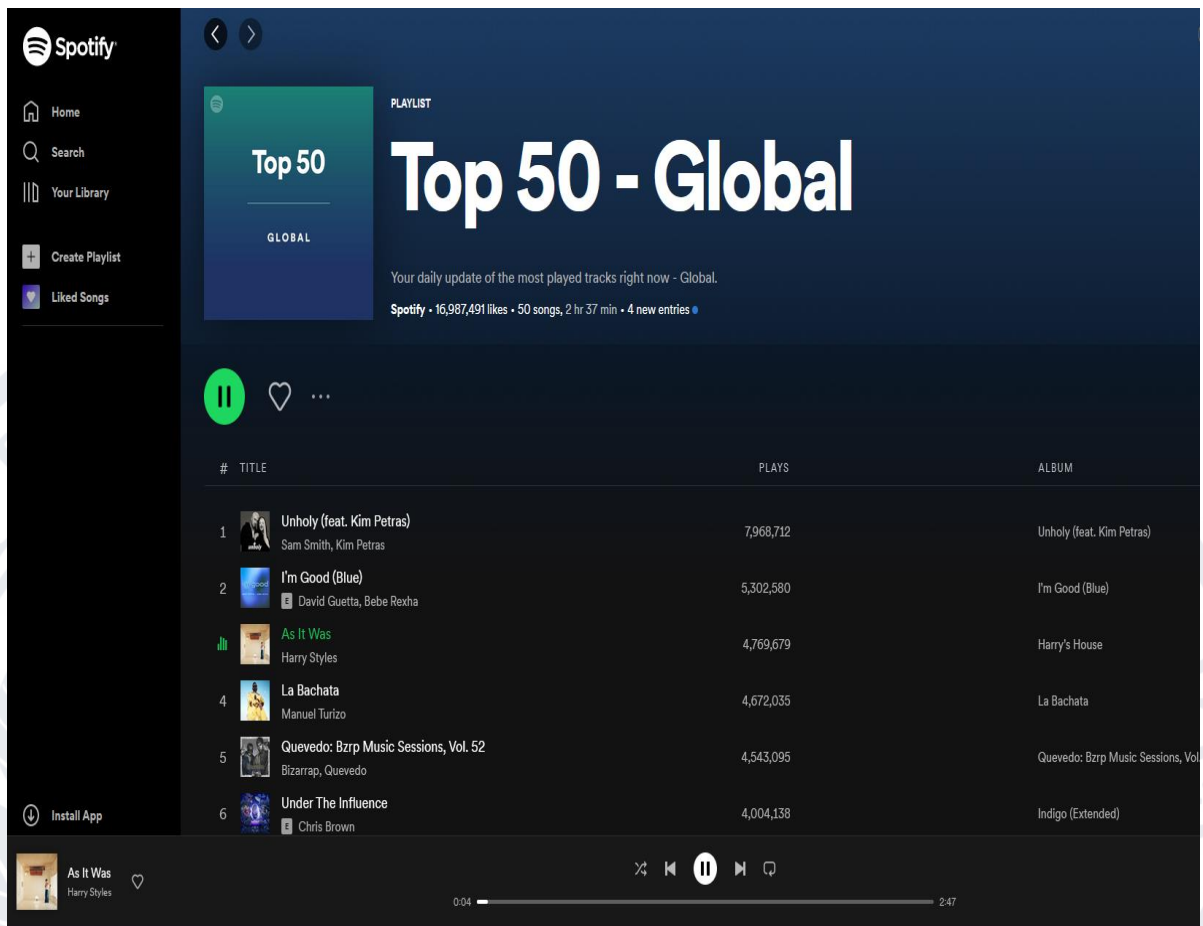 Spotify
Home
Search
Your Library
Create Playlist
Liked Songs
Install App
Top 50
GLOBAL
PLAYLIST
Top 50 - Global
Your daily update of the most played tracks right now - Global.
Spotify • 16,987,491 likes • 50 songs, 2 hr 37 min • 4 new entries
# TITLE PLAYS ALBUM
1 Unholy (feat. Kim Petras) 7,968,712 Unholy (feat. Kim Petras)
Sam Smith, Kim Petras
2 I'm Good (Blue) 5,302,580 I'm Good (Blue)
E David Guetta, Bebe Rexha
As It Was 4,769,679 Harry's House
Harry Styles
4 La Bachata 4,672,035 La Bachata
Manuel Turizo
5 Quevedo: Bzrp Music Sessions, Vol. 52 4,543,095 Quevedo: Bzrp Music Sessions, Vol.
Bizarrap, Quevedo
6 Under The Influence 4,004,138 Indigo (Extended)
E Chris Brown
As It Was
Harry Styles
0:04 2:47